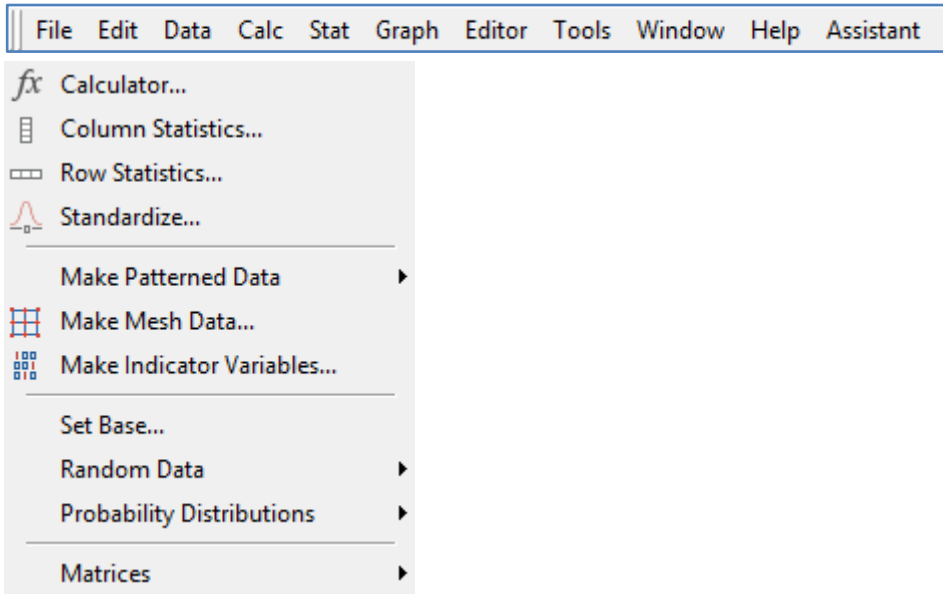 File Edit Data Calc Stat Graph Editor Tools Window Help Assistant
fx Calculator...
Column Statistics...
Row Statistics...
Standardize...
Make Patterned Data
Make Mesh Data...
Make Indicator Variables...
Set Base...
Random Data
Probability Distributions
Matrices